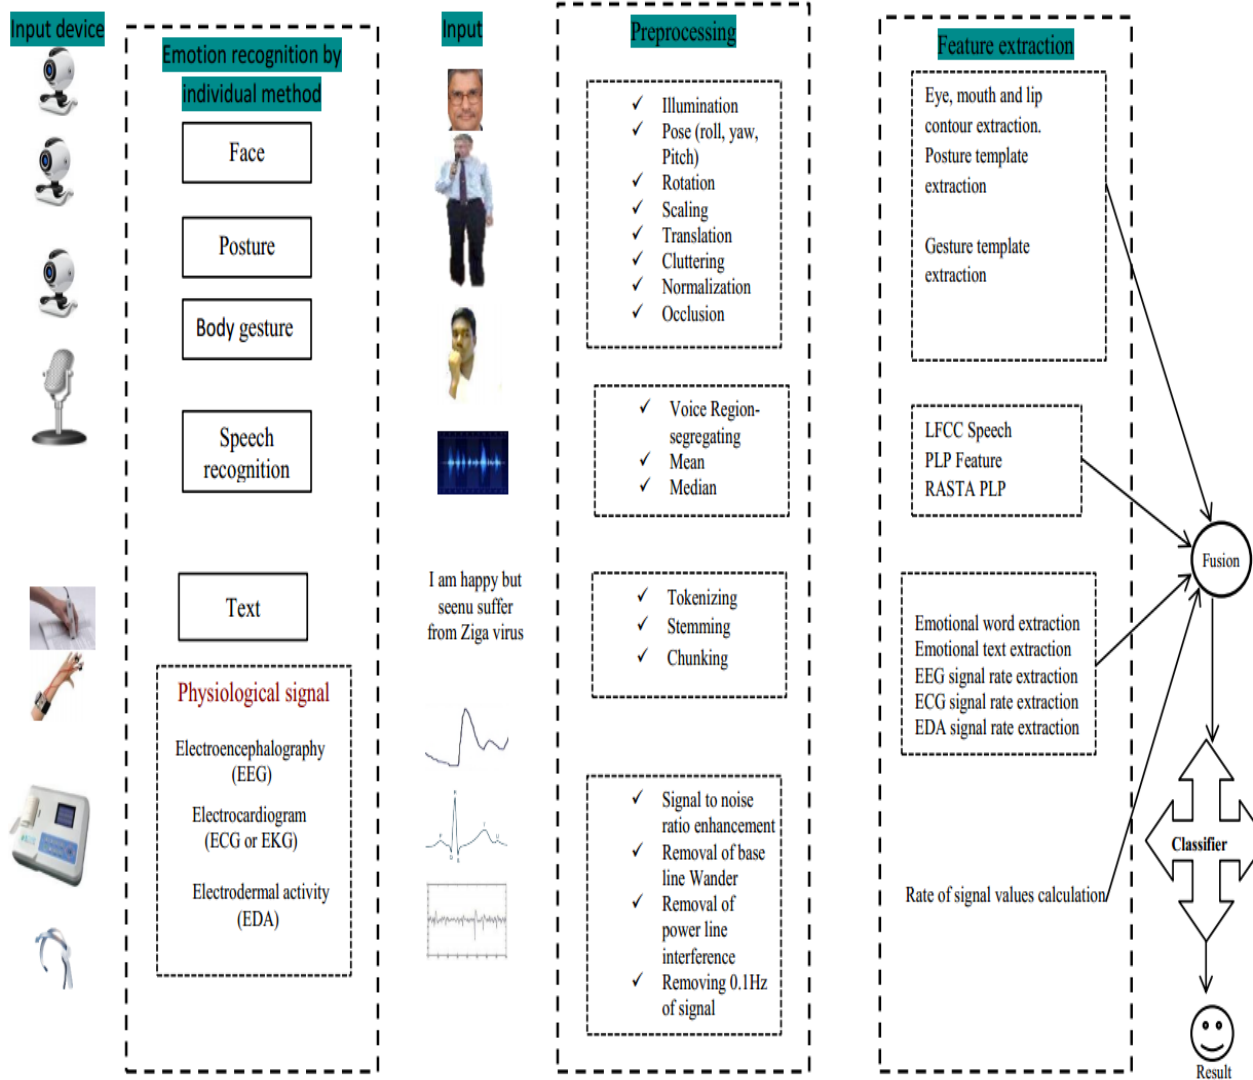 Input device
Emotion recognition by
individual method
Face
Posture
Body gesture
Speech
recognition
Text
Physiological signal
Electroencephalography
(EEG)
Electrocardiogram
(ECG or EKG)
Electrodermal activity
(EDA)
Input
I am happy but
seenu suffer
from Ziga virus
Preprocessing
✓ Illumination
✓ Pose (roll, yaw,
Pitch)
✓ Rotation
✓ Scaling
✓ Translation
✓ Cluttering
✓ Normalization
✓ Occlusion
✓ Voice Region-
segregating
✓ Mean
✓ Median
✓ Tokenizing
✓ Stemming
✓ Chunking
✓ Signal to noise
ratio enhancement
✓ Removal of base
line Wander
✓ Removal of
power line
interference
✓ Removing 0.1Hz
of signal
Feature extraction
Eye, mouth and lip
contour extraction.
Posture template
extraction
Gesture template
extraction
LFCC Speech
PLP Feature
RASTA PLP
Emotional word extraction
Emotional text extraction
EEG signal rate extraction
ECG signal rate extraction
EDA signal rate extraction
Rate of signal values calculation
Fusion
Classifier
Result